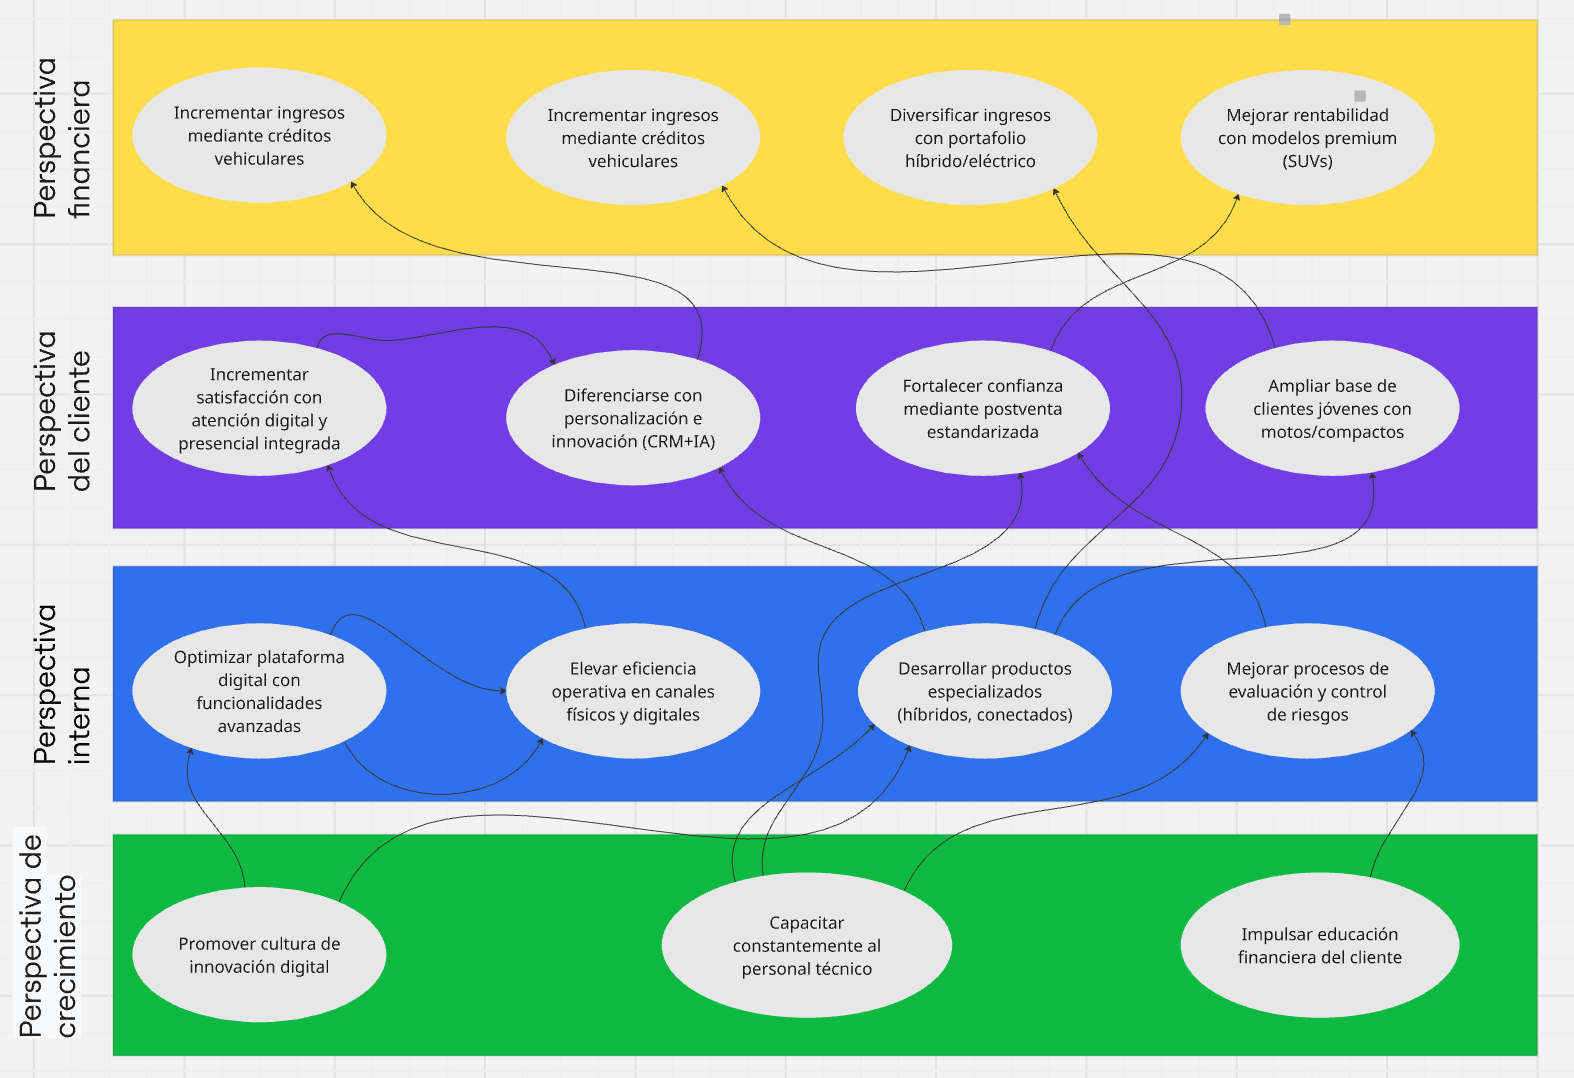 Perspectiva
financiera
Incrementar ingresos
mediante créditos
vehiculares
Incrementar ingresos
mediante créditos
vehiculares
Diversificar ingresos
con portafolio
híbrido/eléctrico
Mejorar rentabilidad
con modelos premium
(SUVs)
Perspectiva
del cliente
Incrementar
satisfacción con
atención digital y
presencial integrada
Diferenciarse con
personalización e
innovación (CRM+IA)
Fortalecer confianza
mediante postventa
estandarizada
Ampliar base de
clientes jóvenes con
motos/compactos
Perspectiva
interna
Optimizar plataforma
digital con
funcionalidades
avanzadas
Elevar eficiencia
operativa en canales
físicos y digitales
Desarrollar productos
especializados
(híbridos, conectados)
Mejorar procesos de
evaluación y control
de riesgos
Perspectiva de
crecimiento
Promover cultura de
innovación digital
Capacitar
constantemente al
personal técnico
Impulsar educación
financiera del cliente